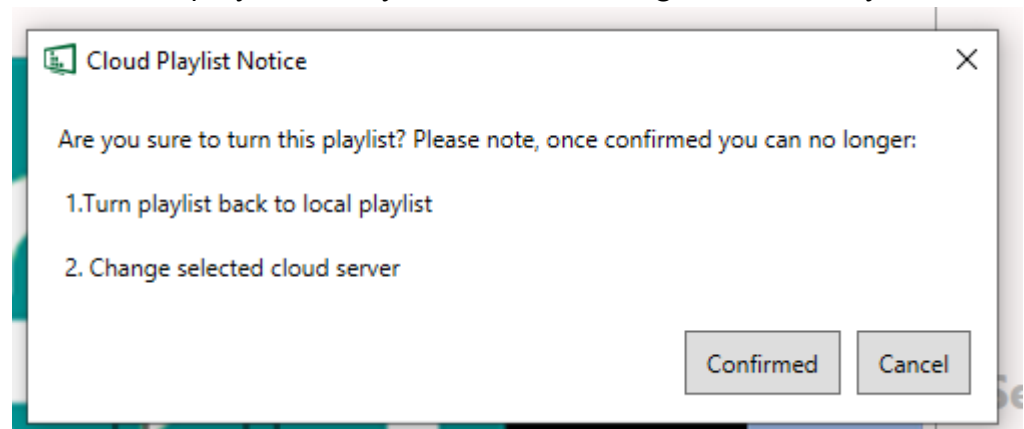 Cloud Playlist Notice
Are you sure to turn this playlist? Please note, once confirmed you can no longer:
1.Turn playlist back to local playlist
2. Change selected cloud server
Confirmed
Cancel
Se